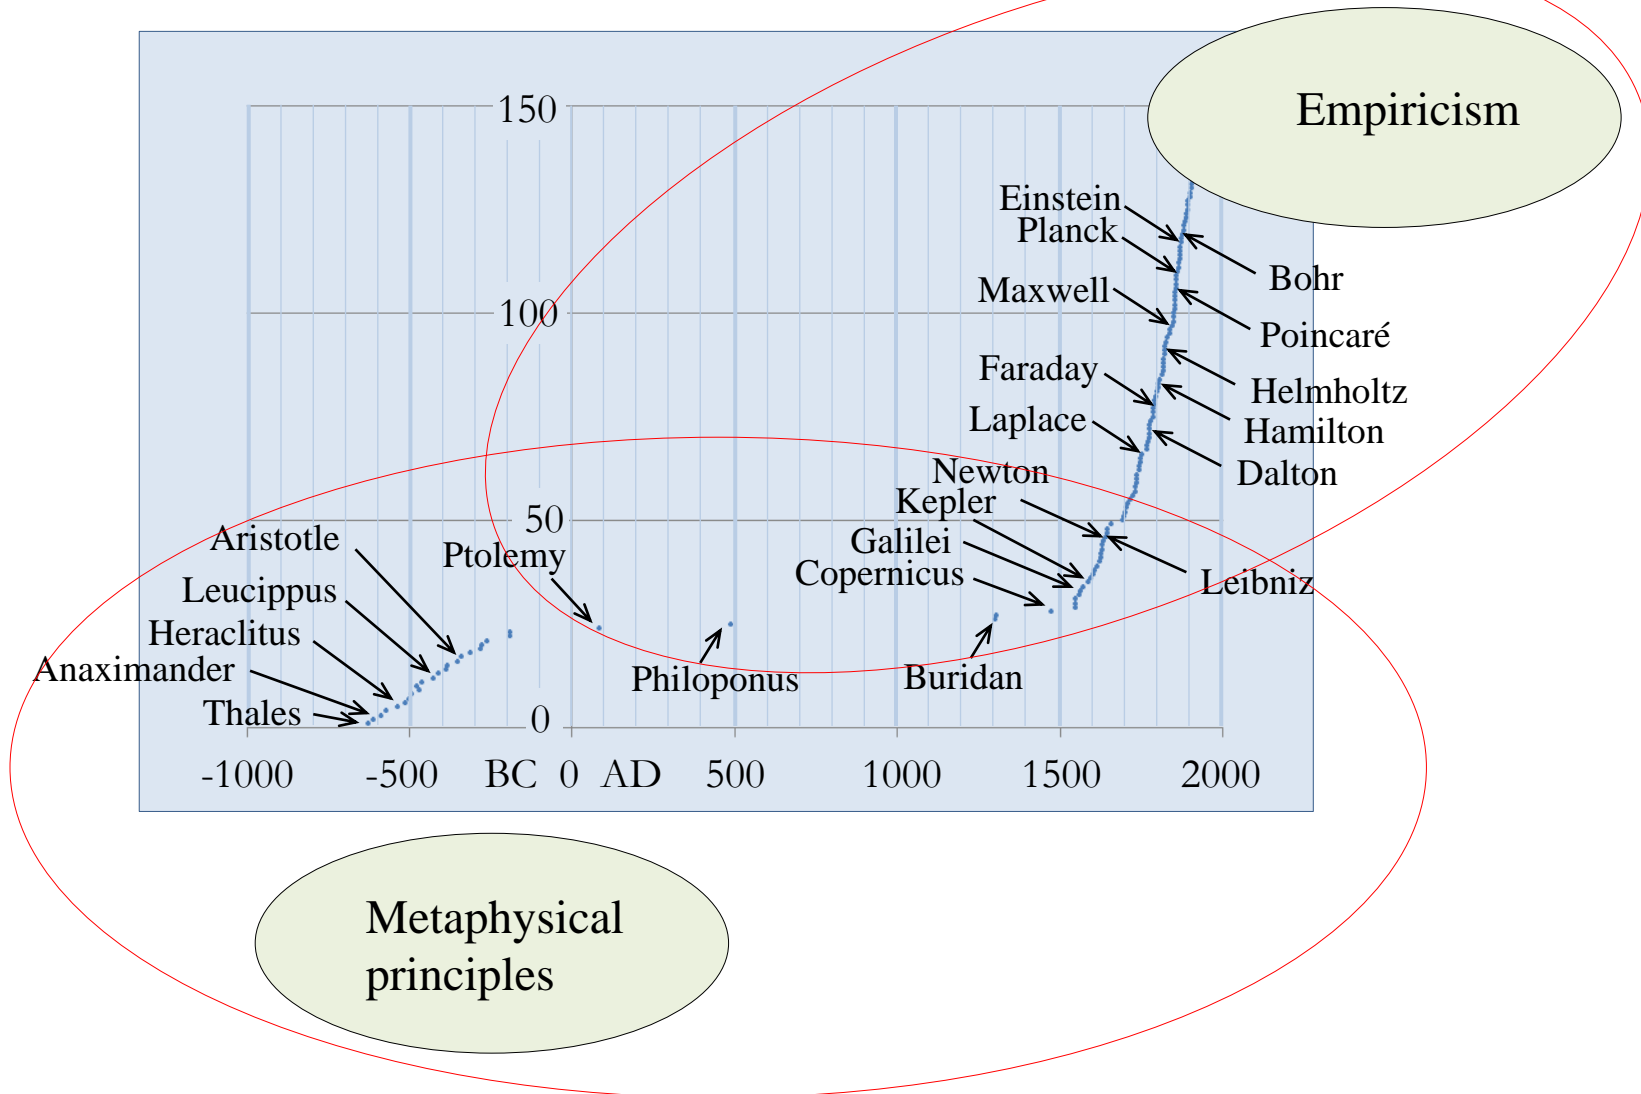 Empiricism
150
Einstein
Planck
Bohr
Maxwell
100
Poincaré
Faraday
Helmholtz
Laplace
Hamilton
Newton
Dalton
Kepler
50
Aristotle
Ptolemy
Galilei
Copernicus
Leibniz
Leucippus
Heraclitus
Anaximander
Philoponus
Buridan
Thales
0
-1000 -500 BC 0 AD 500 1000 1500 2000
Metaphysical
principles